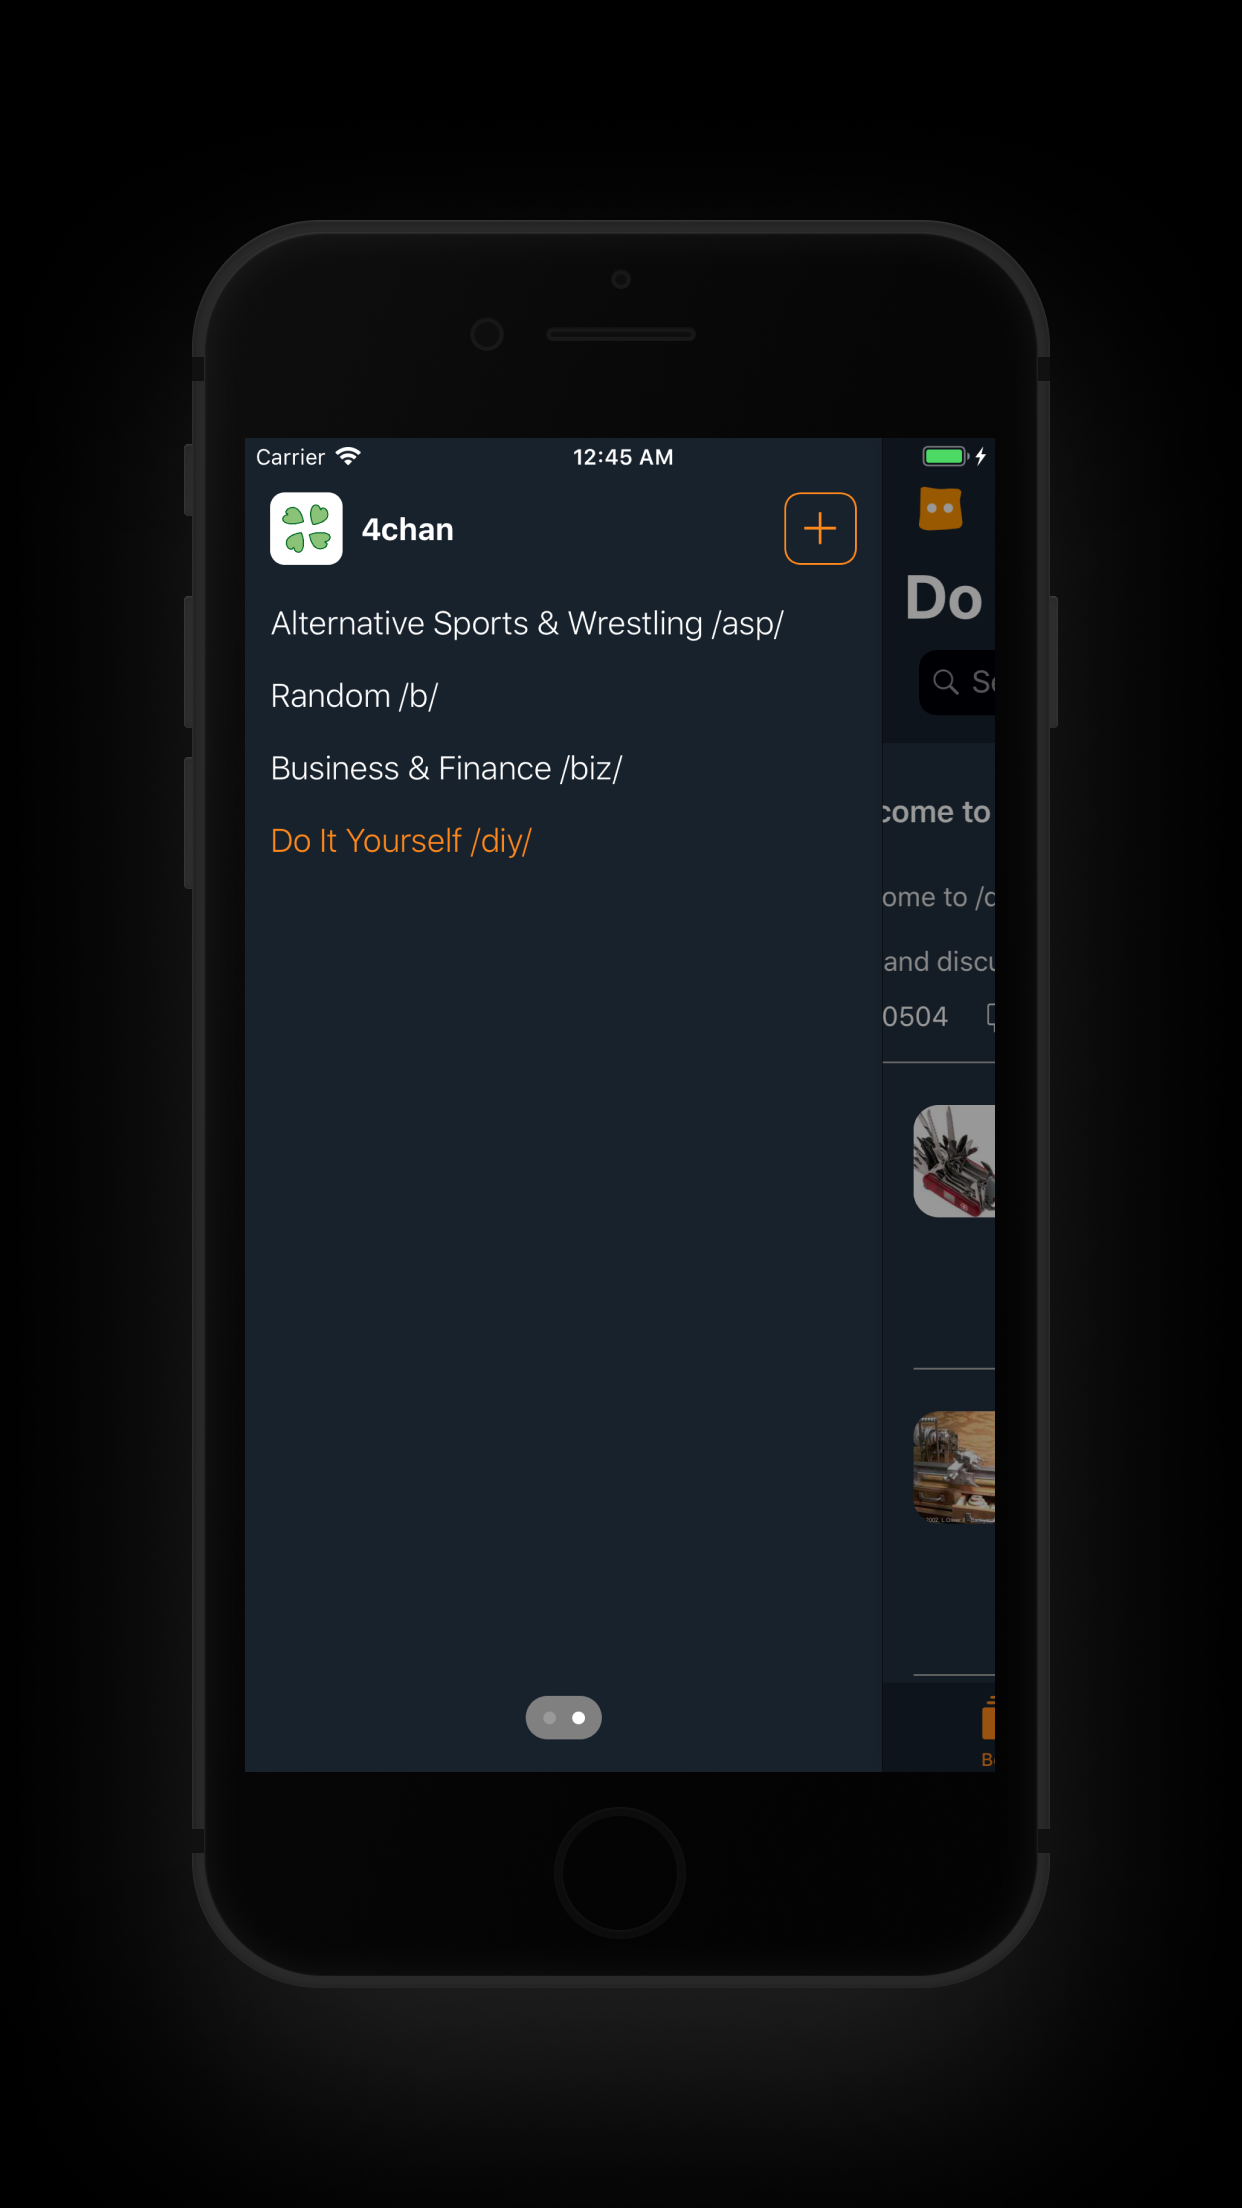 Carrier
12:45 AM
4chan
Do
Alternative Sports & Wrestling /asp/
Random /b/
Business & Finance /biz/
come to
Do It Yourself /diy/
ome to /
and discu
0504